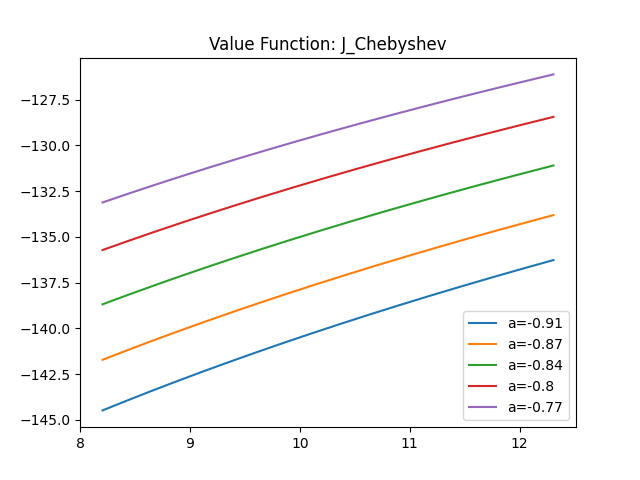 Value Function: J_Chebyshev
−127.5
−130.0
−132.5
−135.0
−137.5
−140.0
−142.5
−145.0
8 9 10 11 12
a=-0.91
a=-0.87
a=-0.84
a=-0.8
a=-0.77